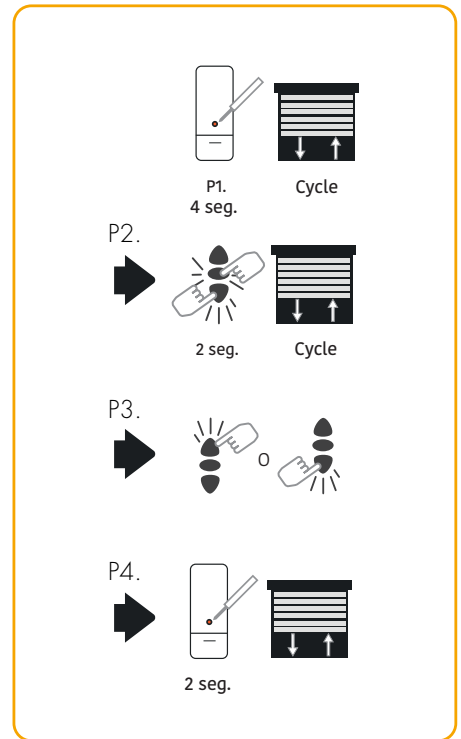 P1.
4 seg.
Cycle
P2.
2 seg.
Cycle
P3.
O
P4.
2 seg.